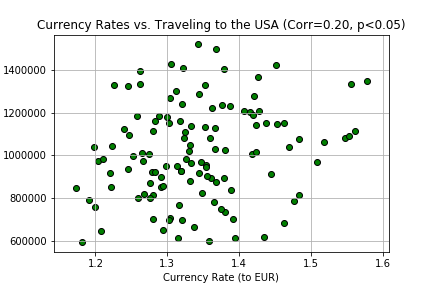 Currency Rates vs. Traveling to the USA (Corr=0.20, p<0.05)
1400000
1200000
1000000
800000
600000
1.2 1.3 1.4 1.5 1.6
Currency Rate (to EUR)